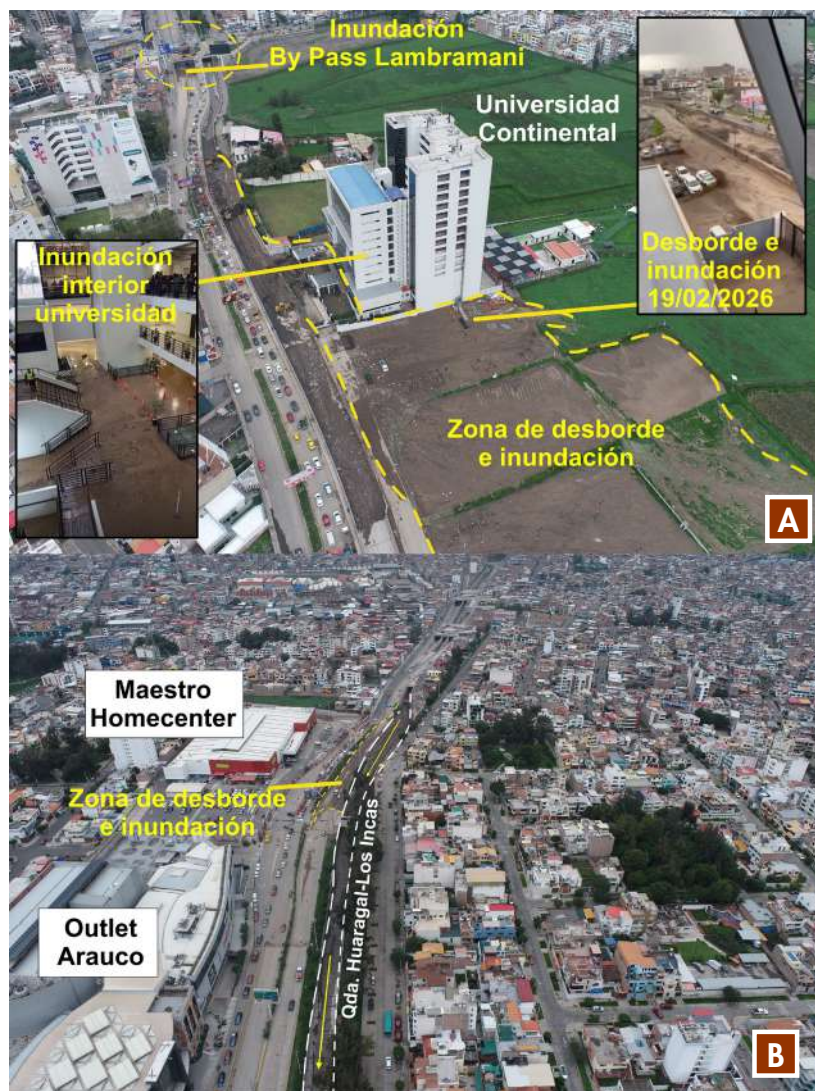 Inundación
By Pass Lambramani
Universidad
Continental
Inundación
interior
universidad
Desborde e
inundación
19/02/2026
Zona de desborde
e inundación
A
Maestro
Homecenter
Zona de desborde
e inundación
Qda. Huaragal-Los Incas
Outlet
Arauco
B